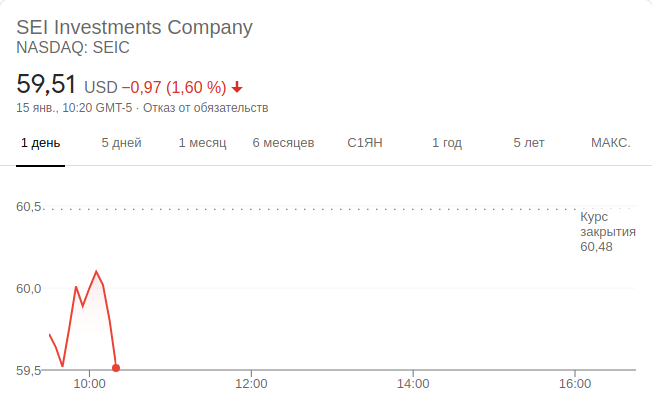 SEI Investments Company
NASDAQ: SEIC
59,51 USD −0,97 (1,60 %)
15 янв., 10:20 GMT-5 · Отказ от обязательств
1 день 5 дней 1 месяц 6 месяцев С1ЯН 1 год 5 лет МАКС.
60,5
Курс
закрытия
60,48
60,0
59,5
10:00 12:00 14:00 16:00